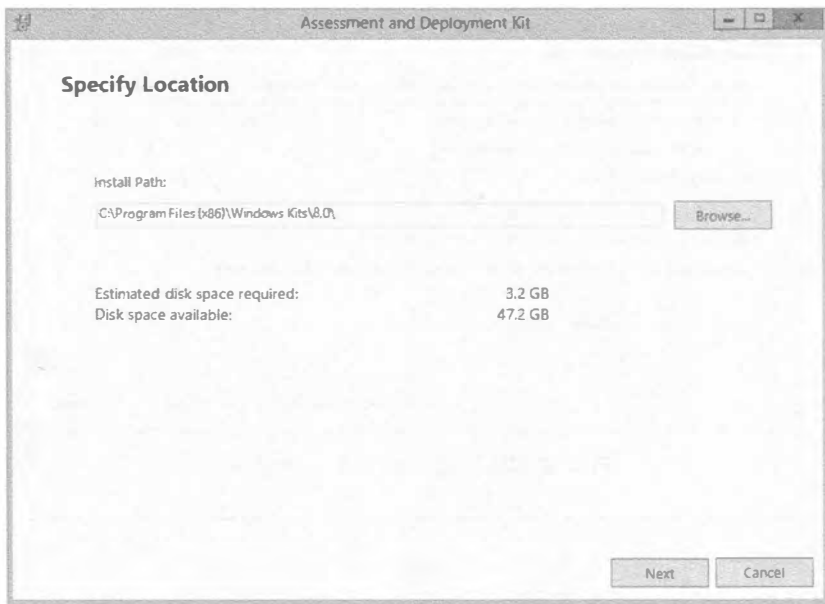 Assessment and Deployment Kit
Specify Location
Install Path:
C:\Program Files (x86)\Windows Kits\8.0\
Browse...
Estimated disk space required: 3.2 GB
Disk space available: 47.2 GB
Next Cancel